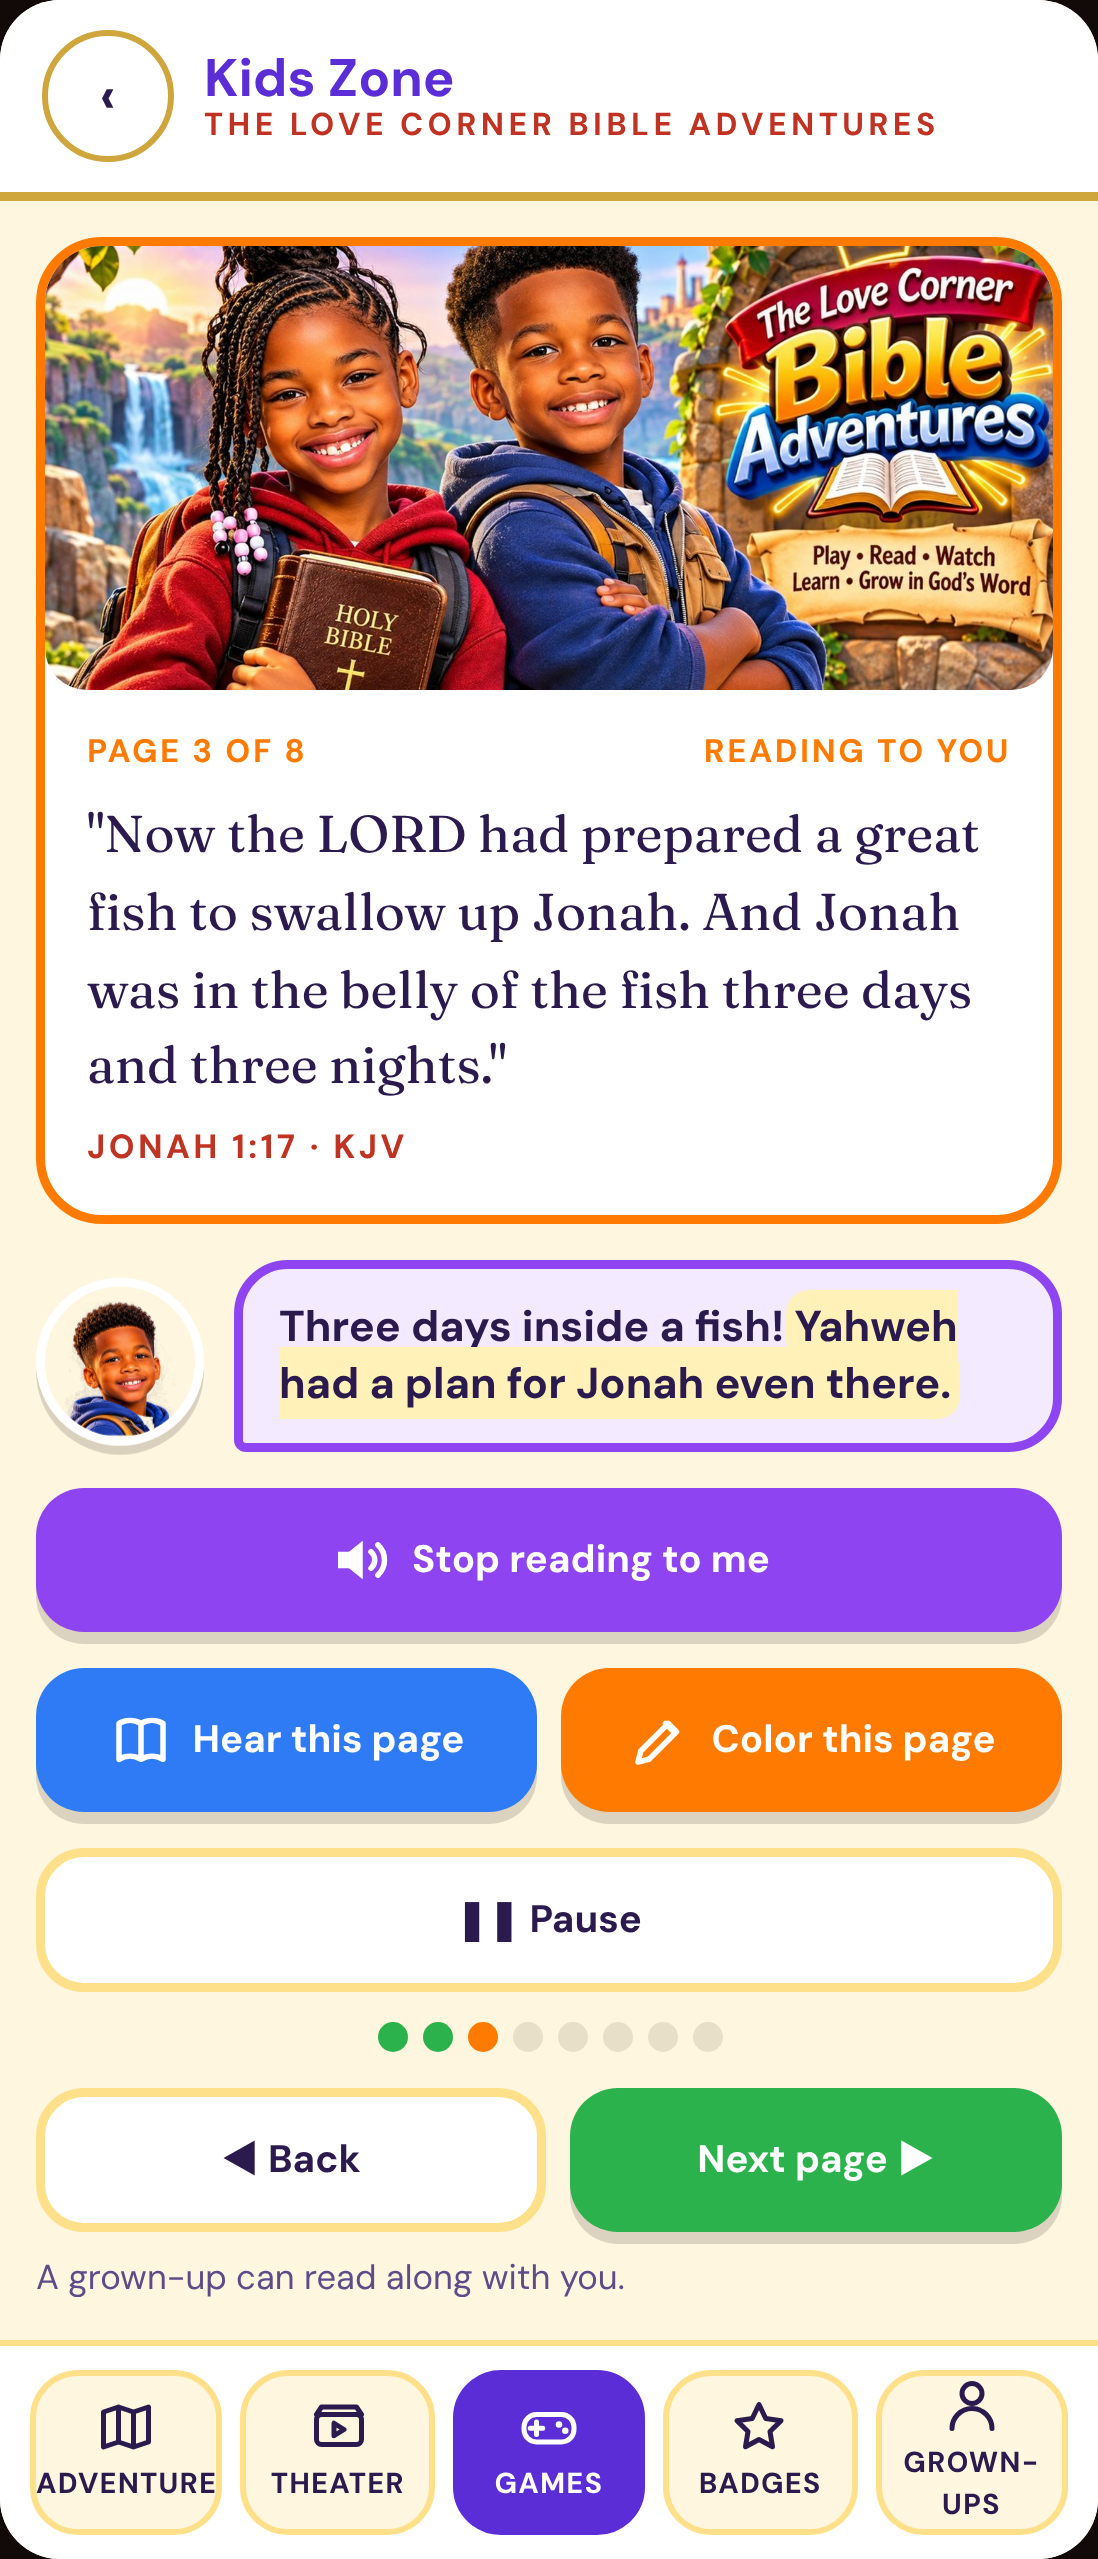 Kids Zone
THE LOVE CORNER BIBLE ADVENTURES
The Love Corner
Bible
Adventures
Play • Read • Watch
Learn • Grow in God's Word
HOLY
BIBLE
PAGE 3 OF 8
READING TO YOU
"Now the LORD had prepared a great
fish to swallow up Jonah. And Jonah
was in the belly of the fish three days
and three nights."
JONAH 1:17 · KJV
Three days inside a fish! Yahweh
had a plan for Jonah even there.
Stop reading to me
Hear this page
Color this page
Pause
Back
Next page
A grown-up can read along with you.
ADVENTURE
THEATER
GAMES
BADGES
GROWN-
UPS